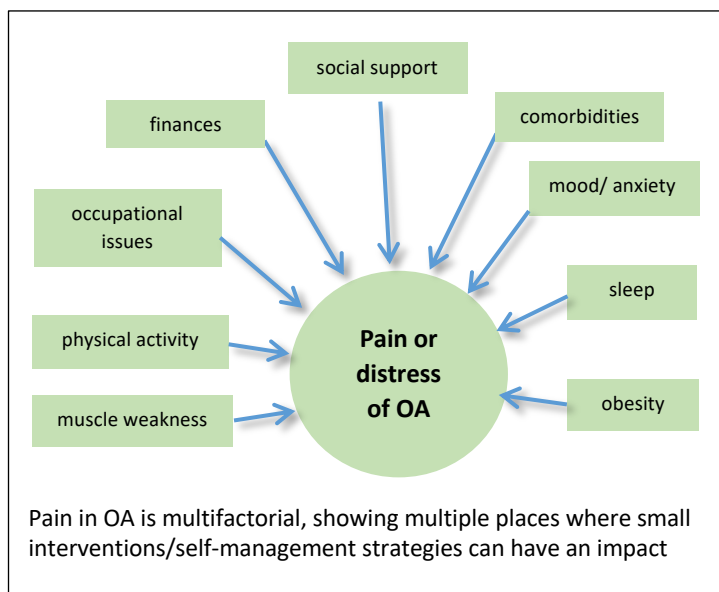 social support
finances
comorbidities
mood/ anxiety
occupational
issues
sleep
physical activity
Pain or
distress
of OA
muscle weakness
obesity
Pain in OA is multifactorial, showing multiple places where small
interventions/self-management strategies can have an impact